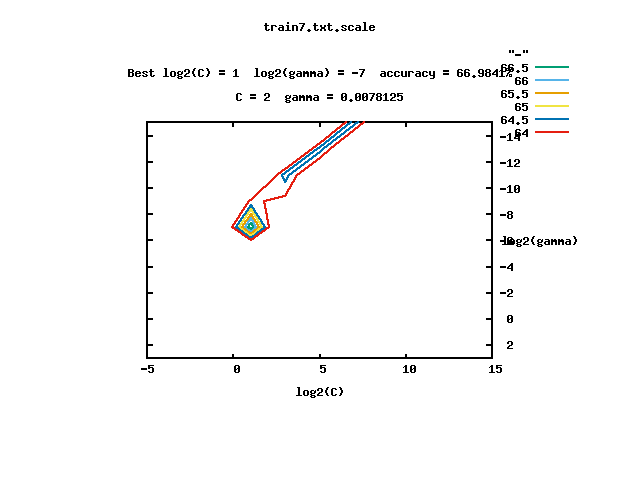 train7.txt.scale
"-"
Best log2(C) = 1  log2(gamma) = -7  accuracy = 66.9841%
66.5
66
C = 2  gamma = 0.0078125
65.5
65
64.5
64
-14
-12
-10
-8
-6
log2(gamma)
-4
-2
0
2
-5 0 5 10 15
log2(C)